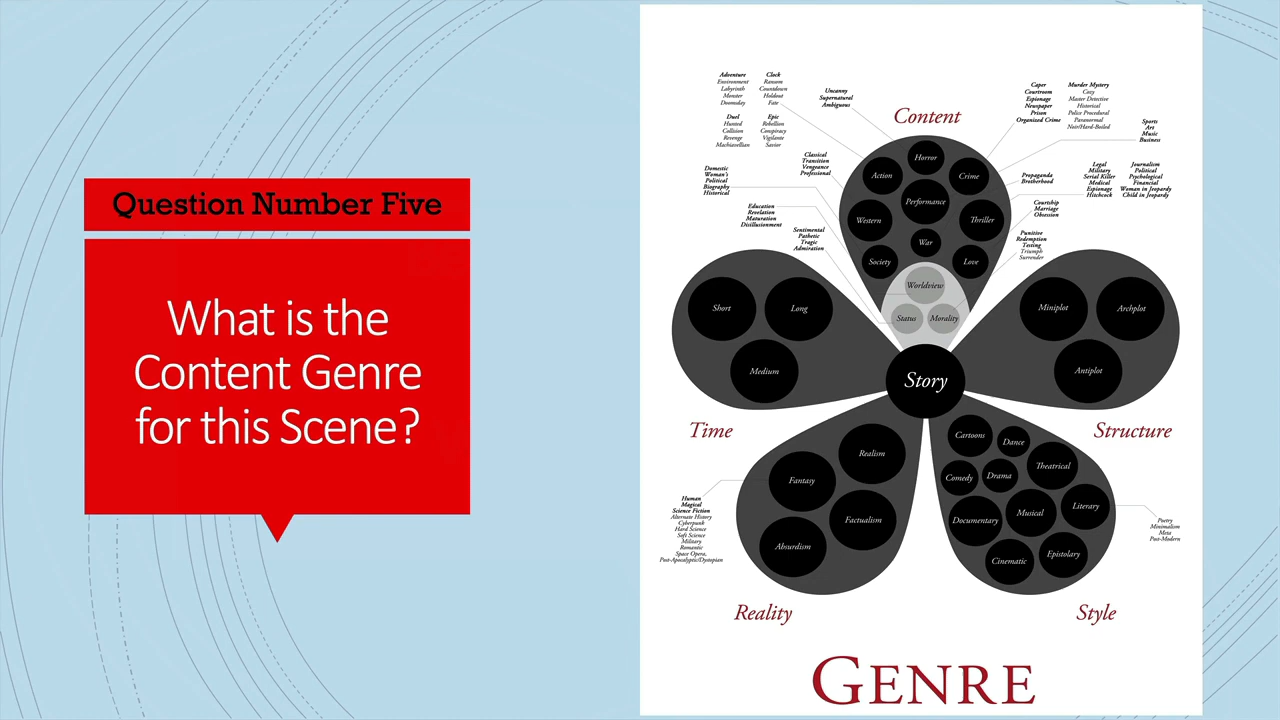 Question Number Five
What is the
Content Genre
for this Scene?
Adventure
Environment
Labyrinth
Monster
Doomsday
Clock
Ransom
Countdown
Holdout
Fate
Duel
Hunted
Collision
Revenge
Machiavellian
Epic
Rebellion
Conspiracy
Vigilante
Savior
Uncanny
Supernatural
Ambiguous
Content
Caper
Courtroom
Espionage
Newspaper
Prison
Organized Crime
Murder Mystery
Cozy
Master Detective
Historical
Police Procedural
Paranormal
Noir/Hard-Boiled
Sports
Art
Music
Business
Domestic
Woman's
Political
Biography
Historical
Classical
Transition
Vengeance
Professional
Education
Revelation
Maturation
Disillusionment
Sentimental
Pathetic
Tragic
Admiration
Propaganda
Brotherhood
Legal
Military
Serial Killer
Medical
Espionage
Hitchcock
Journalism
Political
Psychological
Financial
Woman in Jeopardy
Child in Jeopardy
Courtship
Marriage
Obsession
Punitive
Redemption
Testing
Triumph
Surrender
Horror
Action
Crime
Performance
Western
Thriller
War
Society
Love
Worldview
Status
Morality
Short
Long
Medium
Time
Story
Miniplot
Archplot
Antiplot
Structure
Realism
Fantasy
Factualism
Absurdism
Human
Magical
Science Fiction
Alternate History
Cyberpunk
Hard Science
Soft Science
Military
Romantic
Space Opera,
Post-Apocalyptic/Dystopian
Reality
Cartoons
Dance
Comedy
Drama
Theatrical
Documentary
Musical
Literary
Cinematic
Epistolary
Poetry
Minimalism
Meta
Post-Modern
Style
GENRE